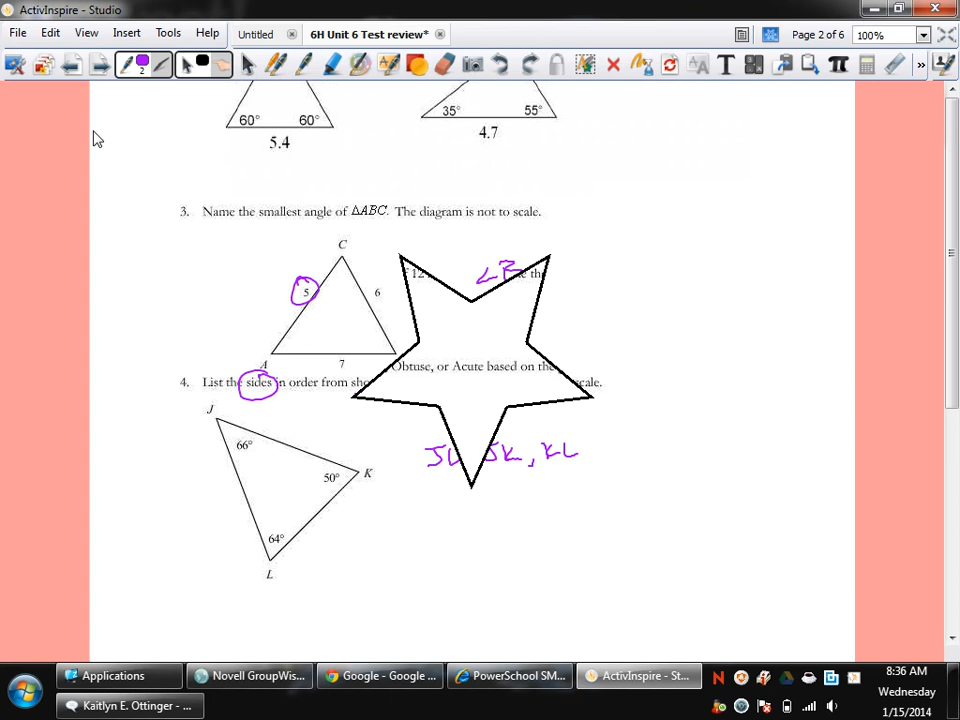 ActivInspire - Studio
File Edit View Insert Tools Help Untitled 6H Unit 6 Test review* Page 2 of 6 100%
2
60° 60° 35° 55°
5.4 4.7
3. Name the smallest angle of ΔABC. The diagram is not to scale.
C
f 12 the
5 6
A 7
Obtuse, or Acute based on the
4. List the sides in order from scale.
J
66°
JL JK, KL
50° K
64°
L
Applications Novell GroupWis... Google - Google ... PowerSchool SM... ActivInspire - St...
8:36 AM
Wednesday
1/15/2014
Kaitlyn E. Ottinger - ...